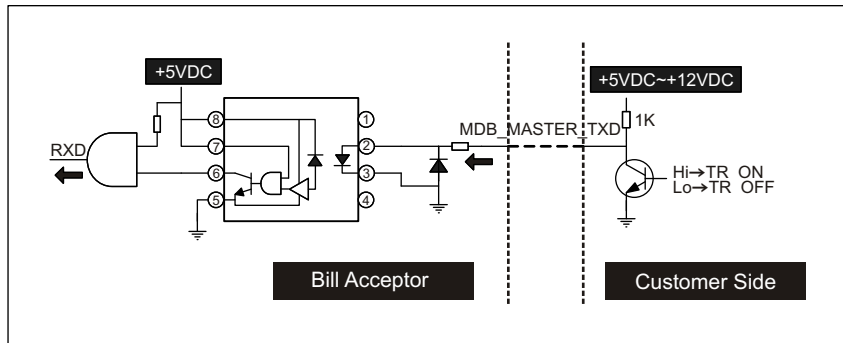 +5VDC
+5VDC~+12VDC
8
1
1K
RXD
MDB_MASTER_TXD
7
2
6
3
Hi→TR ON
Lo→TR OFF
5
4
Bill Acceptor
Customer Side